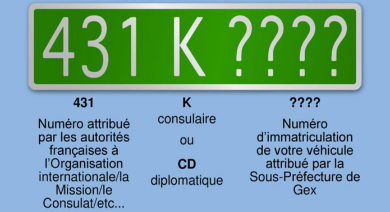 431 K ????
431
Numéro attribué
par les autorités
françaises à
l'Organisation
internationale/la
Mission/le
Consulat/etc...
K
consulaire
ou
CD
diplomatique
????
Numéro
d'immatriculation
de votre véhicule
attribué par la
Sous-Préfecture de
Gex